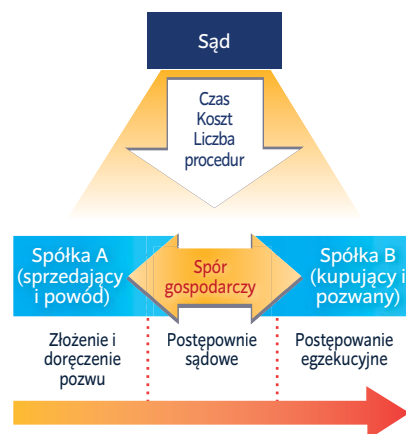 Sąd
Czas
Koszt
Liczba
procedur
Spółka A
(sprzedający
i powód)
Spór
gospodarczy
Spółka B
(kupujący i
pozwany)
Złożenie i
doręczenie
pozwu
Postępownie
sądowe
Postępowanie
egzekucyjne